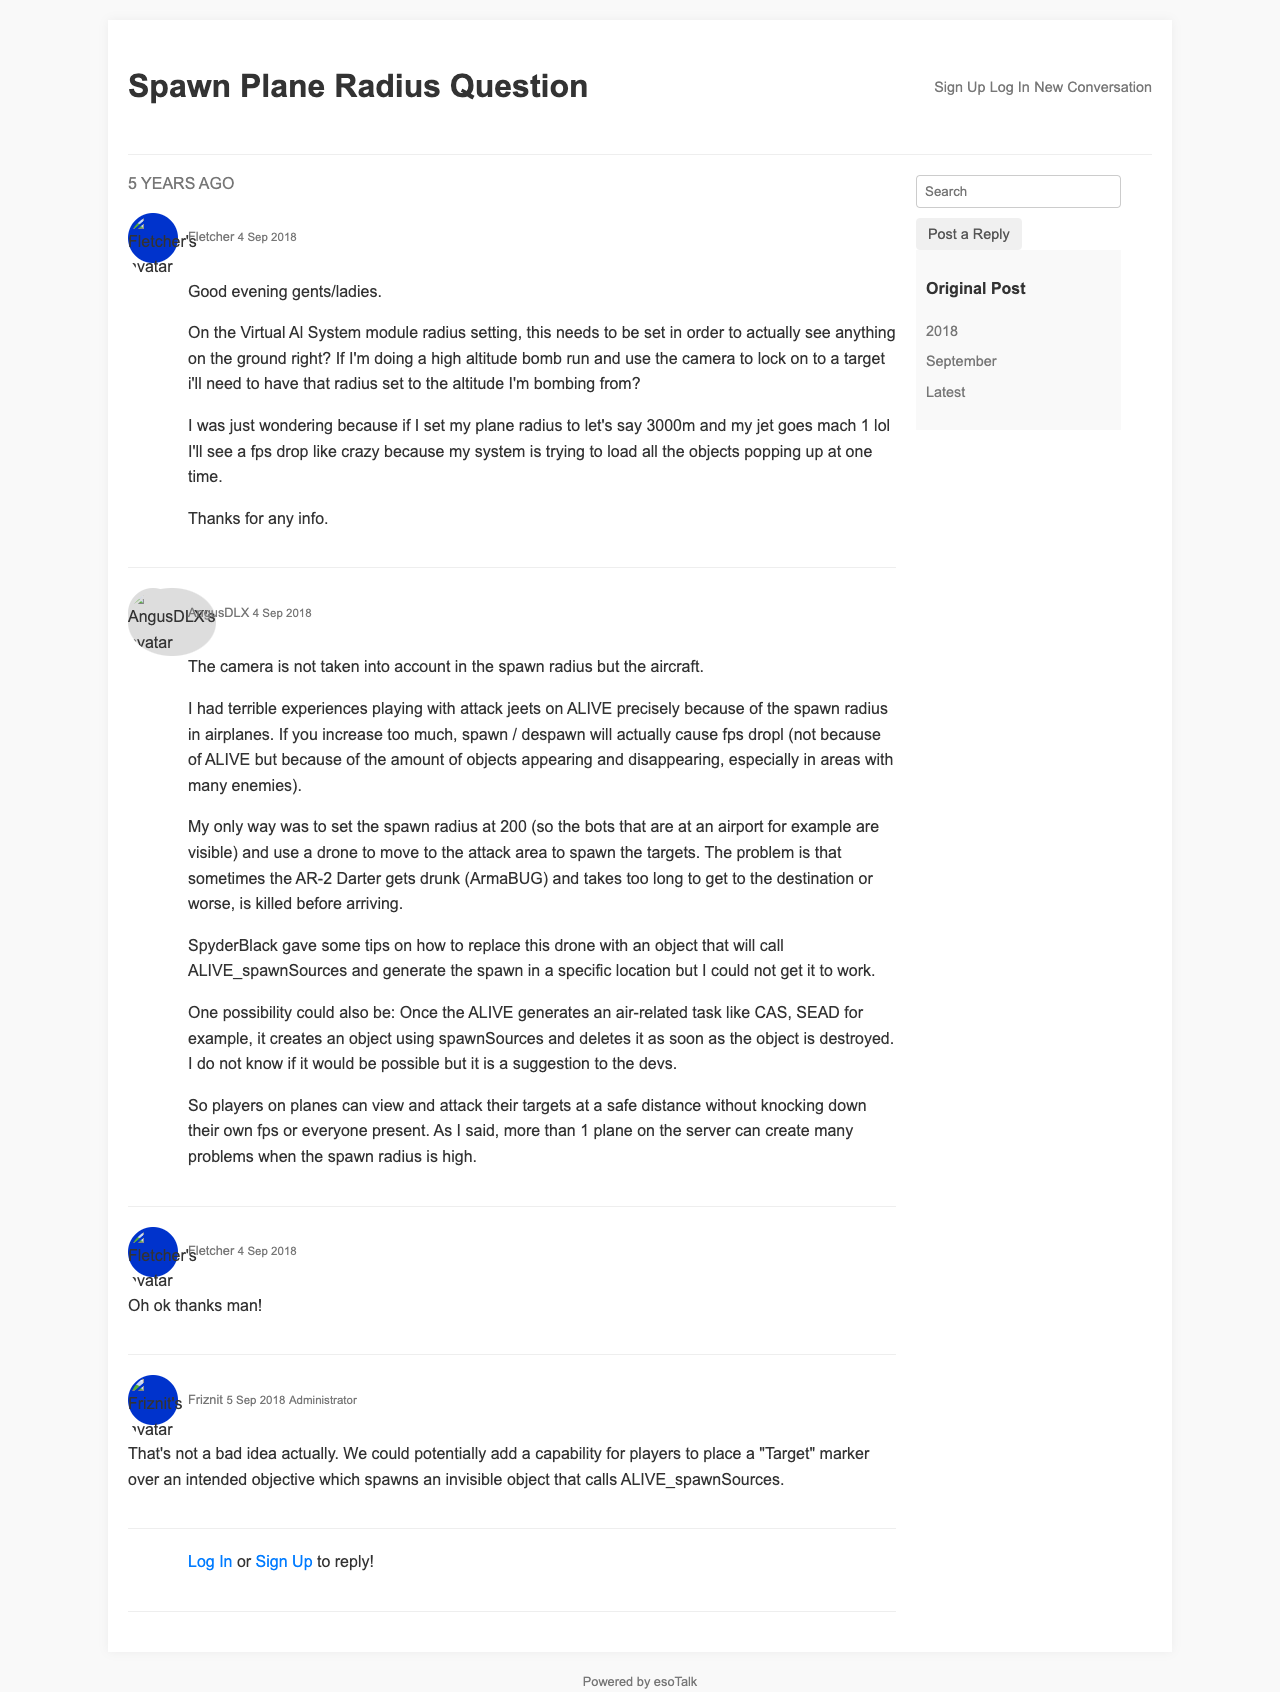 Spawn Plane Radius Question
Sign Up Log In New Conversation
5 YEARS AGO
Fletcher's avatar
Fletcher 4 Sep 2018
Good evening gents/ladies.
On the Virtual AI System module radius setting, this needs to be set in order to actually see anything
on the ground right? If I'm doing a high altitude bomb run and use the camera to lock on to a target
i'll need to have that radius set to the altitude I'm bombing from?
I was just wondering because if I set my plane radius to let's say 3000m and my jet goes mach 1 lol
I'll see a fps drop like crazy because my system is trying to load all the objects popping up at one
time.
Thanks for any info.
AngusDLX's avatar
AngusDLX 4 Sep 2018
The camera is not taken into account in the spawn radius but the aircraft.
I had terrible experiences playing with attack jeets on ALIVE precisely because of the spawn radius
in airplanes. If you increase too much, spawn / despawn will actually cause fps dropl (not because
of ALIVE but because of the amount of objects appearing and disappearing, especially in areas with
many enemies).
My only way was to set the spawn radius at 200 (so the bots that are at an airport for example are
visible) and use a drone to move to the attack area to spawn the targets. The problem is that
sometimes the AR-2 Darter gets drunk (ArmaBUG) and takes too long to get to the destination or
worse, is killed before arriving.
SpyderBlack gave some tips on how to replace this drone with an object that will call
ALIVE_spawnSources and generate the spawn in a specific location but I could not get it to work.
One possibility could also be: Once the ALIVE generates an air-related task like CAS, SEAD for
example, it creates an object using spawnSources and deletes it as soon as the object is destroyed.
I do not know if it would be possible but it is a suggestion to the devs.
So players on planes can view and attack their targets at a safe distance without knocking down
their own fps or everyone present. As I said, more than 1 plane on the server can create many
problems when the spawn radius is high.
Fletcher's avatar
Fletcher 4 Sep 2018
Oh ok thanks man!
Friznit's avatar
Friznit 5 Sep 2018 Administrator
That's not a bad idea actually. We could potentially add a capability for players to place a "Target" marker
over an intended objective which spawns an invisible object that calls ALIVE_spawnSources.
Log In or Sign Up to reply!
Search
Post a Reply
Original Post
2018
September
Latest
Powered by esoTalk